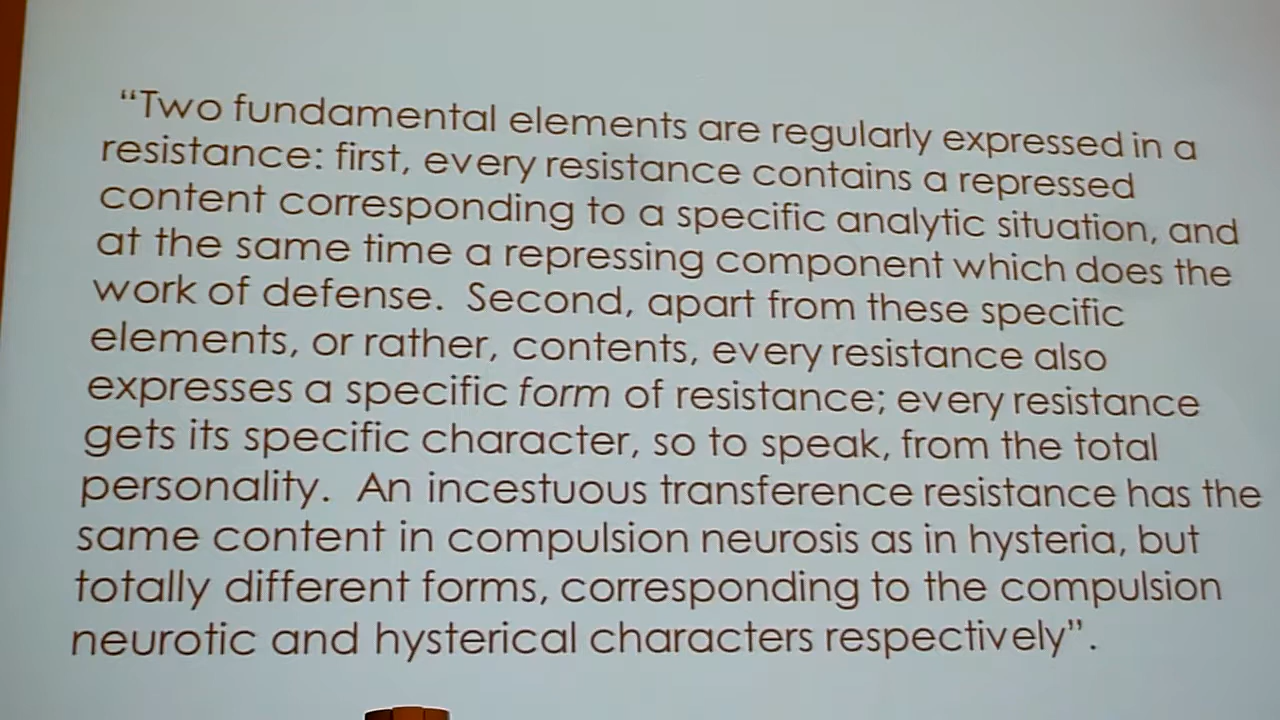 “Two fundamental elements are regularly expressed in a
resistance: first, every resistance contains a repressed
content corresponding to a specific analytic situation, and
at the same time a repressing component which does the
work of defense. Second, apart from these specific
elements, or rather, contents, every resistance also
expresses a specific form of resistance; every resistance
gets its specific character, so to speak, from the total
personality. An incestuous transference resistance has the
same content in compulsion neurosis as in hysteria, but
totally different forms, corresponding to the compulsion
neurotic and hysterical characters respectively”.